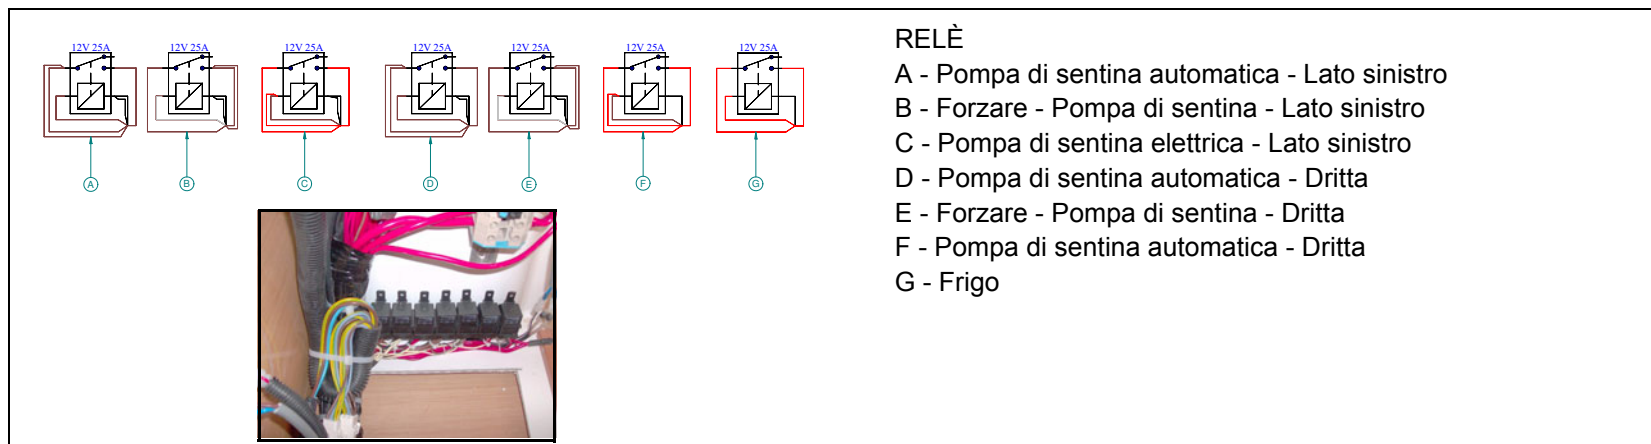 12V 25A 12V 25A 12V 25A 12V 25A 12V 25A 12V 25A 12V 25A
A B C D E F G
RELÈ
A - Pompa di sentina automatica - Lato sinistro
B - Forzare - Pompa di sentina - Lato sinistro
C - Pompa di sentina elettrica - Lato sinistro
D - Pompa di sentina automatica - Dritta
E - Forzare - Pompa di sentina - Dritta
F - Pompa di sentina automatica - Dritta
G - Frigo